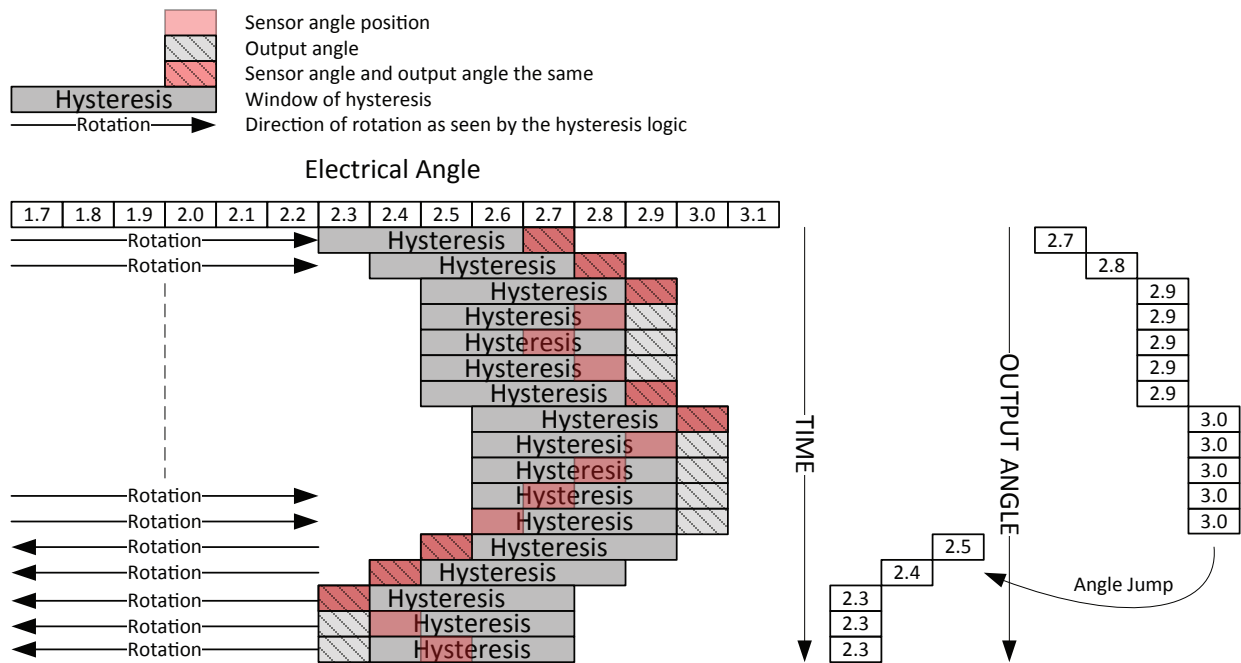 Sensor angle position
Output angle
Sensor angle and output angle the same
Hysteresis Window of hysteresis
Rotation Direction of rotation as seen by the hysteresis logic
Electrical Angle
1.7 1.8 1.9 2.0 2.1 2.2 2.3 2.4 2.5 2.6 2.7 2.8 2.9 3.0 3.1
Rotation Hysteresis 2.7
Rotation Hysteresis 2.8
Hysteresis 2.9
Hysteresis 2.9
Hysteresis 2.9
Hysteresis 2.9
Hysteresis 2.9
Hysteresis 3.0
Hysteresis 3.0
Hysteresis 3.0
Rotation Hysteresis 3.0
Rotation Hysteresis 3.0
Rotation Hysteresis 2.5
Rotation Hysteresis 2.4
Rotation Hysteresis 2.3
Rotation Hysteresis 2.3
Rotation Hysteresis 2.3
TIME
OUTPUT ANGLE
Angle Jump